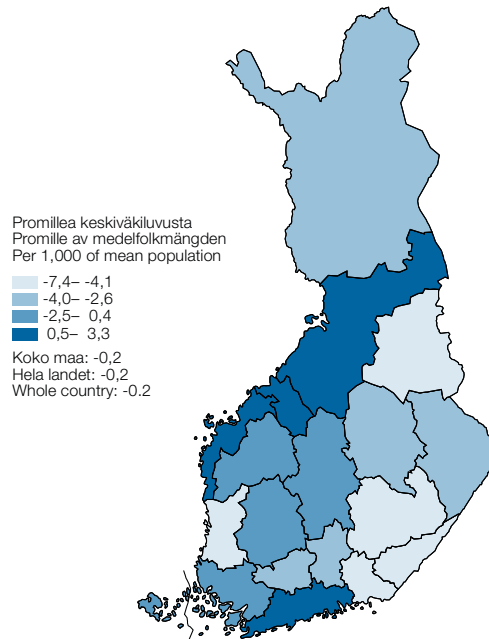 Promillea keskiväkiluvusta
Promille av medelfolkmängden
Per 1,000 of mean population
-7,4– -4,1
-4,0– -2,6
-2,5– 0,4
0,5– 3,3
Koko maa: -0,2
Hela landet: -0,2
Whole country: -0.2